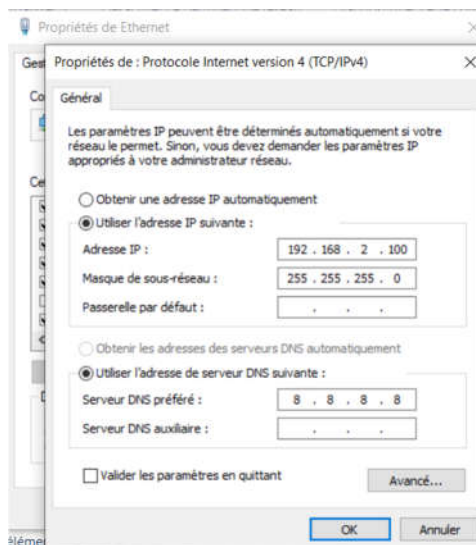 Propriétés de Ethernet
Propriétés de : Protocole Internet version 4 (TCP/IPv4)
Général
Les paramètres IP peuvent être déterminés automatiquement si votre
réseau le permet. Sinon, vous devez demander les paramètres IP
appropriés à votre administrateur réseau.
Obtenir une adresse IP automatiquement
Utiliser l'adresse IP suivante :
Adresse IP : 192 . 168 . 2 . 100
Masque de sous-réseau : 255 . 255 . 255 . 0
Passerelle par défaut : . . .
Obtenir les adresses des serveurs DNS automatiquement
Utiliser l'adresse de serveur DNS suivante :
Serveur DNS préféré : 8 . 8 . 8 . 8
Serveur DNS auxiliaire : . . .
Valider les paramètres en quittant
Avancé...
OK Annuler